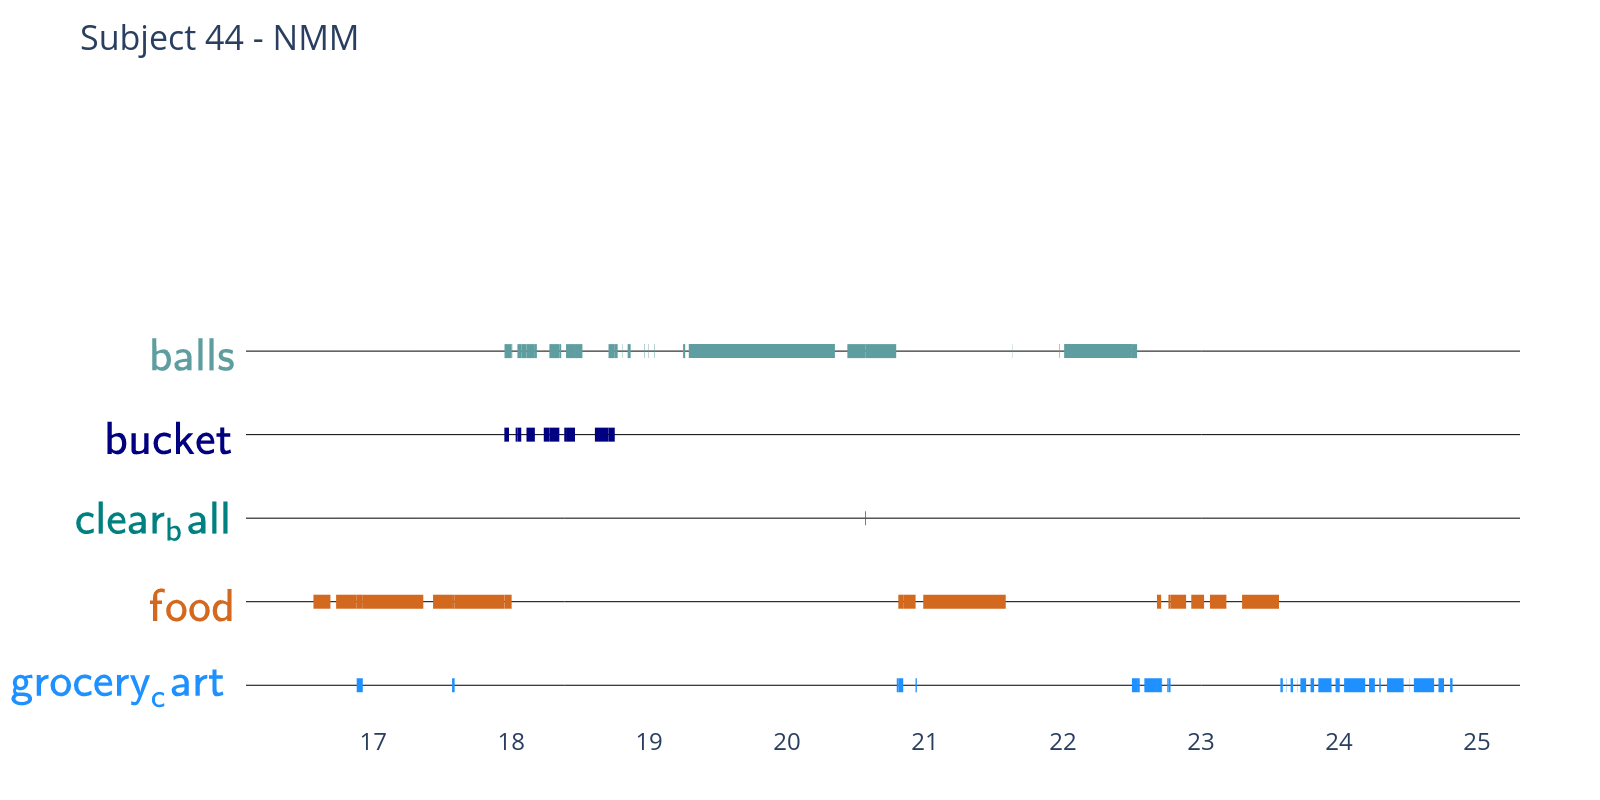 Subject 44 - NMM
balls
bucket
clear_ball
food
grocery_cart
17 18 19 20 21 22 23 24 25